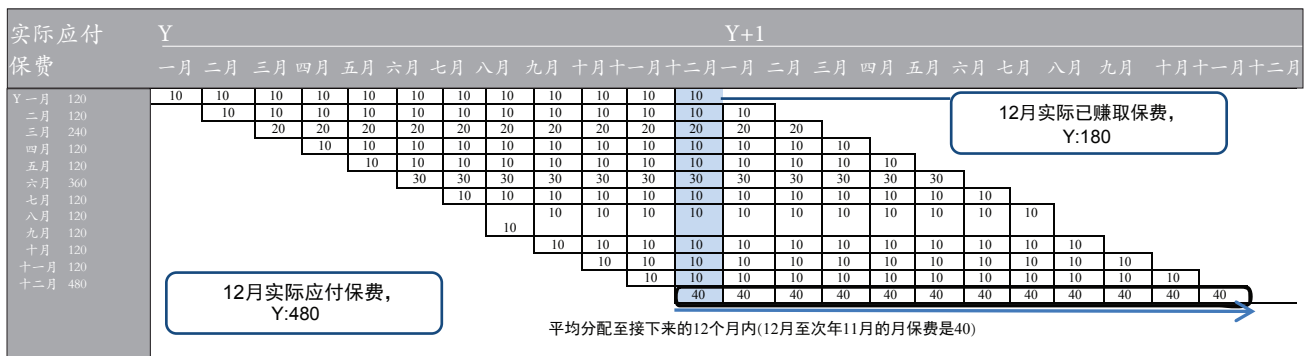 实际应付 Y Y+1
保费 一月 二月 三月 四月 五月 六月 七月 八月 九月 十月 十一月 十二月 一月 二月 三月 四月 五月 六月 七月 八月 九月 十月 十一月 十二月
Y 一月 120 10 10 10 10 10 10 10 10 10 10 10 10
二月 120 10 10 10 10 10 10 10 10 10 10 10 10
三月 240 20 20 20 20 20 20 20 20 20 20 20 20
四月 120 10 10 10 10 10 10 10 10 10 10 10 10
五月 120 10 10 10 10 10 10 10 10 10 10 10 10
六月 360 30 30 30 30 30 30 30 30 30 30 30 30
七月 120 10 10 10 10 10 10 10 10 10 10 10 10
八月 120 10 10 10 10 10 10 10 10 10 10 10 10
九月 120 10 10 10 10 10 10 10 10 10 10 10 10
十月 120 10 10 10 10 10 10 10 10 10 10 10 10
十一月 120 10 10 10 10 10 10 10 10 10 10 10 10
十二月 480 40 40 40 40 40 40 40 40 40 40 40 40
12月实际已赚取保费，
Y:180
12月实际应付保费，
Y:480
平均分配至接下来的12个月内(12月至次年11月的月保费是40)